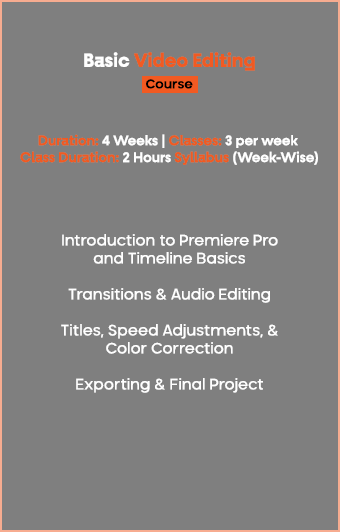 Basic Video Editing
Course
Duration: 4 Weeks | Classes: 3 per week
Class Duration: 2 Hours Syllabus (Week-Wise)
Introduction to Premiere Pro
and Timeline Basics
Transitions & Audio Editing
Titles, Speed Adjustments, &
Color Correction
Exporting & Final Project